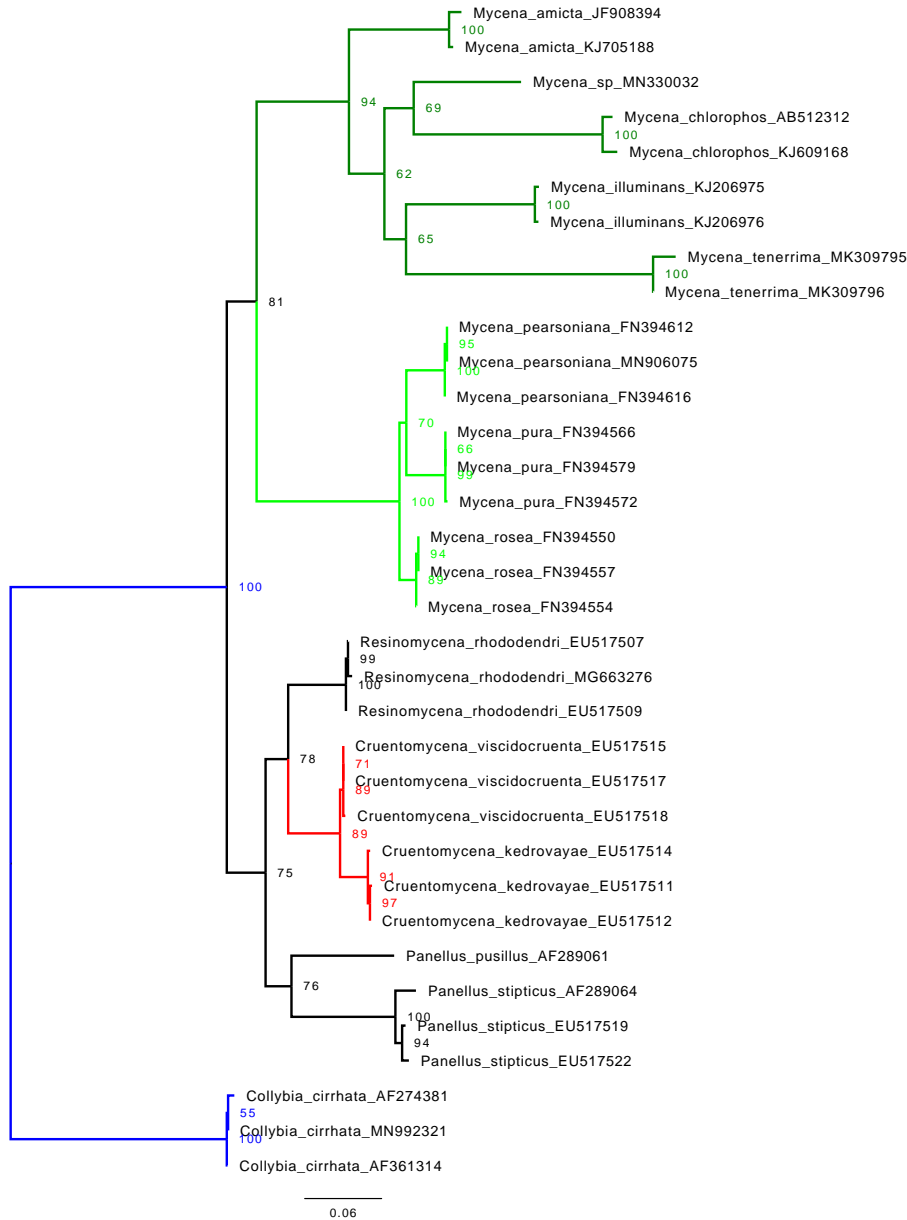 Mycena_amicta_JF908394
100
Mycena_amicta_KJ705188
Mycena_sp_MN330032
94
69
Mycena_chlorophos_AB512312
100
Mycena_chlorophos_KJ609168
62
Mycena_illuminans_KJ206975
100
Mycena_illuminans_KJ206976
65
Mycena_tenerrima_MK309795
100
Mycena_tenerrima_MK309796
81
Mycena_pearsoniana_FN394612
95
Mycena_pearsoniana_MN906075
100
Mycena_pearsoniana_FN394616
70
Mycena_pura_FN394566
66
Mycena_pura_FN394579
99
Mycena_pura_FN394572
100
Mycena_rosea_FN394550
94
Mycena_rosea_FN394557
89
Mycena_rosea_FN394554
100
Resinomycena_rhododendri_EU517507
99
Resinomycena_rhododendri_MG663276
100
Resinomycena_rhododendri_EU517509
Cruentomycena_viscidocruenta_EU517515
78
71
Cruentomycena_viscidocruenta_EU517517
89
Cruentomycena_viscidocruenta_EU517518
89
Cruentomycena_kedrovayae_EU517514
75
91
Cruentomycena_kedrovayae_EU517511
97
Cruentomycena_kedrovayae_EU517512
Panellus_pusillus_AF289061
76
Panellus_stipticus_AF289064
100
Panellus_stipticus_EU517519
94
Panellus_stipticus_EU517522
Collybia_cirrhata_AF274381
55
Collybia_cirrhata_MN992321
100
Collybia_cirrhata_AF361314
0.06